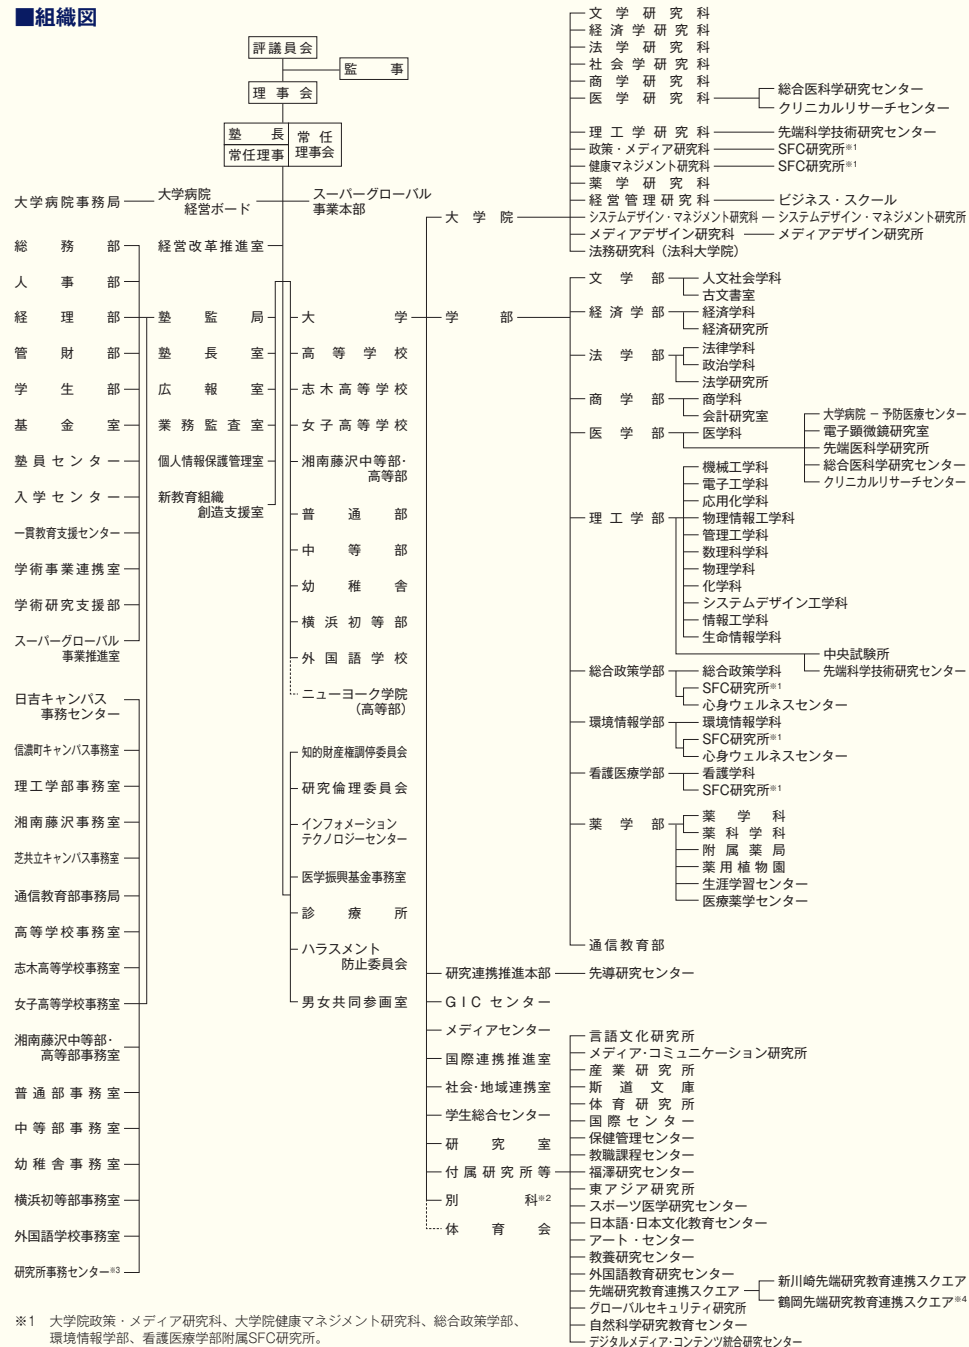 ■組織図
評議員会
監事
理事会
塾長
常任理事
常任
理事会
大学病院事務局
大学病院
経営ボード
スーパーグローバル
事業本部
経営改革推進室
総務部
人事部
経理部
管財部
学生部
基金室
塾員センター
入学センター
一貫教育支援センター
学術事業連携室
学術研究支援部
スーパーグローバル
事業推進室
日吉キャンパス
事務センター
信濃町キャンパス事務室
理工学部事務室
湘南藤沢事務室
芝共立キャンパス事務室
通信教育部事務局
高等学校事務室
志木高等学校事務室
女子高等学校事務室
湘南藤沢中等部・
高等部事務室
普通部事務室
中等部事務室
幼稚舎事務室
横浜初等部事務室
外国語学校事務室
研究所事務センター※3
塾監局
塾長室
広報室
業務監査室
個人情報保護管理室
新教育組織
創造支援室
大学
高等学校
志木高等学校
女子高等学校
湘南藤沢中等部・
高等部
普通部
中等部
幼稚舎
横浜初等部
外国語学校
ニューヨーク学院
（高等部）
知的財産権調停委員会
研究倫理委員会
インフォメーション
テクノロジーセンター
医学振興基金事務室
診療所
ハラスメント
防止委員会
男女共同参画室
大学院
文学研究科
経済学研究科
法学研究科
社会学研究科
商学研究科
医学研究科
総合医科学研究センター
クリニカルリサーチセンター
理工学研究科
先端科学技術研究センター
政策・メディア研究科
SFC研究所※1
健康マネジメント研究科
SFC研究所※1
薬学研究科
経営管理研究科
ビジネス・スクール
システムデザイン・マネジメント研究科
システムデザイン・マネジメント研究所
メディアデザイン研究科
メディアデザイン研究所
法務研究科（法科大学院）
学部
文学部
人文社会学科
古文書室
経済学部
経済学科
経済研究所
法学部
法律学科
政治学科
法学研究所
商学部
商学科
会計研究室
医学部
医学科
大学病院 － 予防医療センター
電子顕微鏡研究室
先端医科学研究所
総合医科学研究センター
クリニカルリサーチセンター
理工学部
機械工学科
電子工学科
応用化学科
物理情報工学科
管理工学科
数理科学科
物理学科
化学科
システムデザイン工学科
情報工学科
生命情報学科
中央試験所
先端科学技術研究センター
総合政策学部
総合政策学科
SFC研究所※1
心身ウェルネスセンター
環境情報学部
環境情報学科
SFC研究所※1
心身ウェルネスセンター
看護医療学部
看護学科
SFC研究所※1
薬学部
薬学科
薬科学科
附属薬局
薬用植物園
生涯学習センター
医療薬学センター
通信教育部
研究連携推進本部
先導研究センター
GICセンター
メディアセンター
国際連携推進室
社会・地域連携室
学生総合センター
研究室
付属研究所等
別科※2
体育会
言語文化研究所
メディア・コミュニケーション研究所
産業研究所
斯道文庫
体育研究所
国際センター
保健管理センター
教職課程センター
福澤研究センター
東アジア研究所
スポーツ医学研究センター
日本語・日本文化教育センター
アート・センター
教養研究センター
外国語教育研究センター
先端研究教育連携スクエア
新川崎先端研究教育連携スクエア
鶴岡先端研究教育連携スクエア※4
グローバルセキュリティ研究所
自然科学研究教育センター
デジタルメディア・コンテンツ統合研究センター
※1 大学院政策・メディア研究科、大学院健康マネジメント研究科、総合政策学部、
環境情報学部、看護医療学部附属SFC研究所。